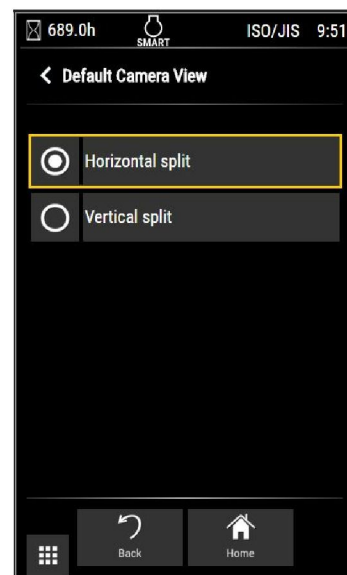 689.0h SMART ISO/JIS 9:51
Default Camera View
Horizontal split
Vertical split
Back Home